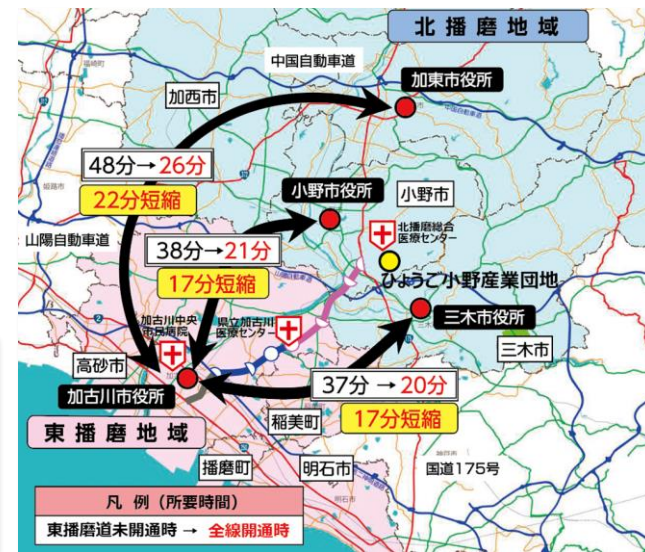 北播磨地域
中国自動車道
加東市役所
加西市
48分→26分
22分短縮
小野市役所
小野市
山陽自動車道
38分→21分
17分短縮
北播磨総合
医療センター
ひょうご小野産業団地
加古川中央
市民病院
県立加古川
医療センター
三木市役所
三木市
高砂市
加古川市役所
37分→20分
17分短縮
東播磨地域
稲美町
播磨町
明石市
国道175号
凡例（所要時間）
東播磨道未開通時 → 全線開通時